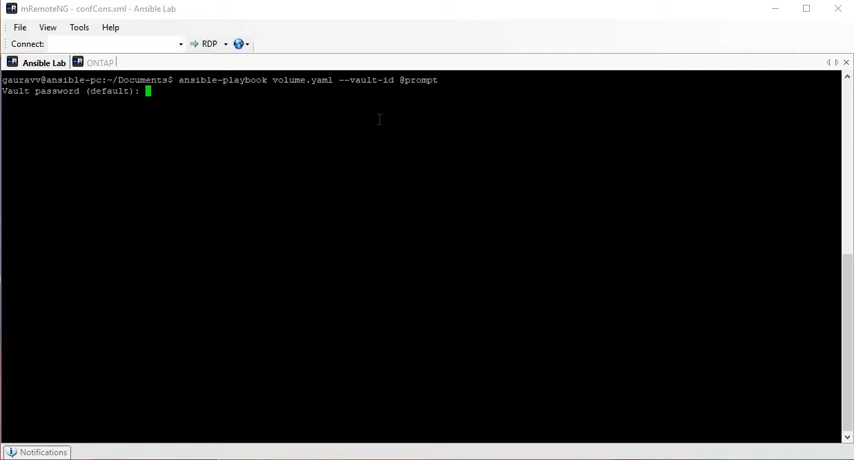 mRemoteNG - confCons.xml - Ansible Lab
File View Tools Help
Connect: RDP
Ansible Lab ONTAP
gauravv@ansible-pc:~/Documents$ ansible-playbook volume.yaml --vault-id @prompt
Vault password (default):
Notifications